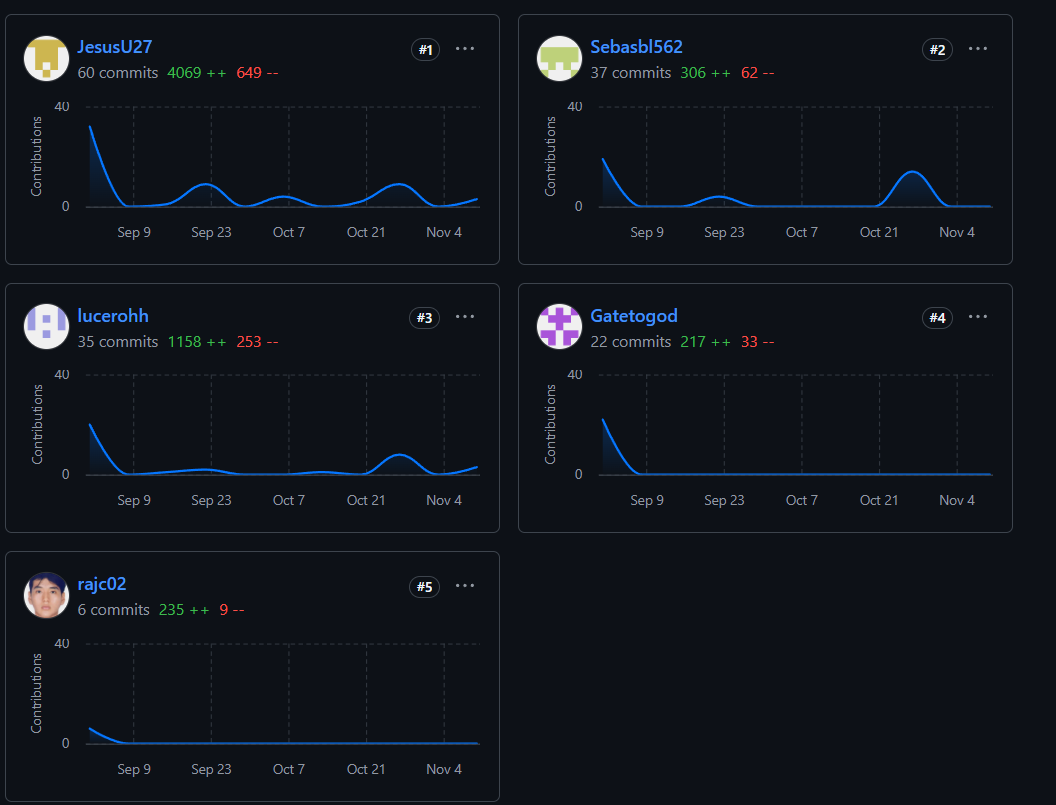 JesusU27
#1
60 commits 4069 ++ 649 --
40
Contributions
0
Sep 9 Sep 23 Oct 7 Oct 21 Nov 4
Sebasbl562
#2
37 commits 306 ++ 62 --
40
Contributions
0
Sep 9 Sep 23 Oct 7 Oct 21 Nov 4
lucerohh
#3
35 commits 1158 ++ 253 --
40
Contributions
0
Sep 9 Sep 23 Oct 7 Oct 21 Nov 4
Gatetogod
#4
22 commits 217 ++ 33 --
40
Contributions
0
Sep 9 Sep 23 Oct 7 Oct 21 Nov 4
rajc02
#5
6 commits 235 ++ 9 --
40
Contributions
0
Sep 9 Sep 23 Oct 7 Oct 21 Nov 4